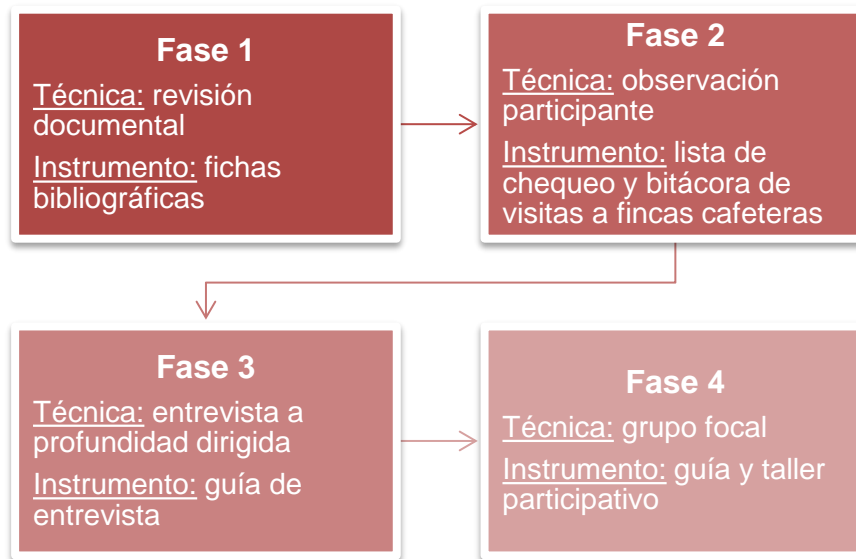 Fase 1
Técnica: revisión
documental
Instrumento: fichas
bibliográficas
Fase 2
Técnica: observación
participante
Instrumento: lista de
chequeo y bitácora de
visitas a fincas cafeteras
Fase 3
Técnica: entrevista a
profundidad dirigida
Instrumento: guía de
entrevista
Fase 4
Técnica: grupo focal
Instrumento: guía y taller
participativo